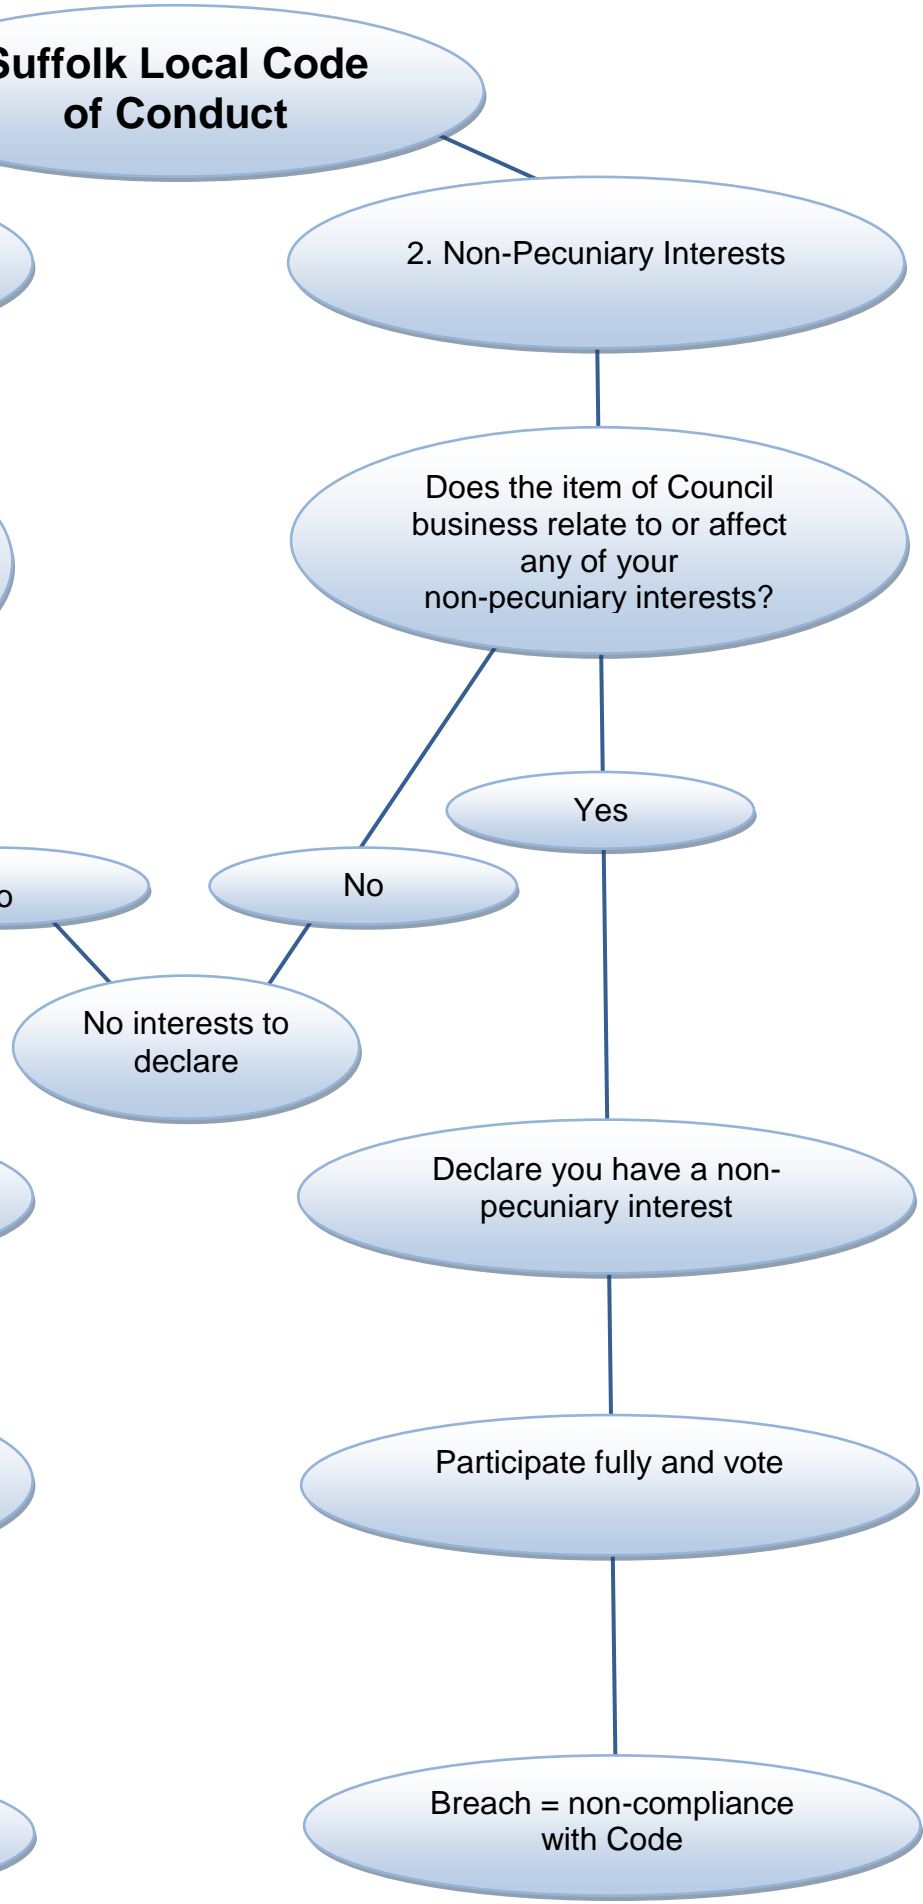 Suffolk Local Code
of Conduct
2. Non-Pecuniary Interests
Does the item of Council
business relate to or affect
any of your
non-pecuniary interests?
Yes
No
No interests to
declare
Declare you have a non-
pecuniary interest
Participate fully and vote
Breach = non-compliance
with Code